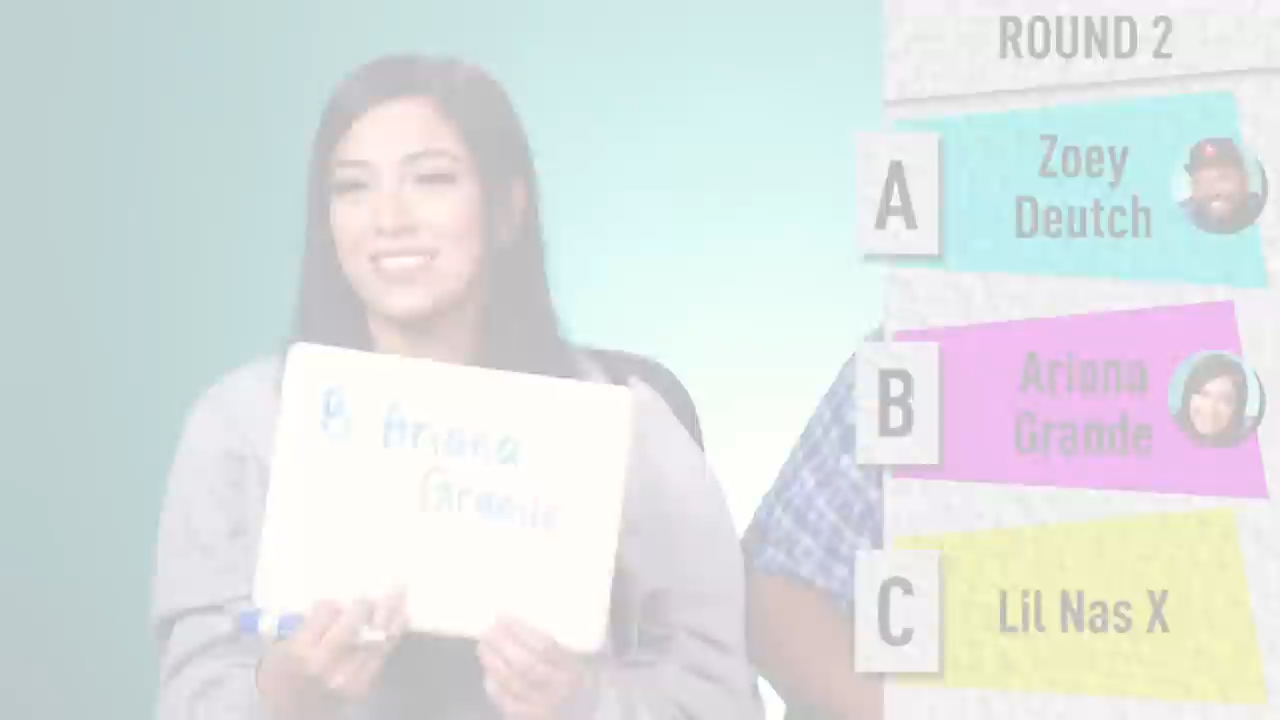 ROUND 2
A
Zoey
Deutch
B
Ariana
Grande
C
Lil Nas X
B. Ariana
Grande